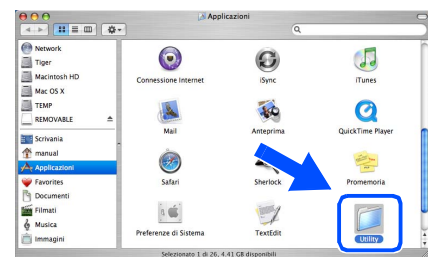 Applicazioni
Network
Tiger
Macintosh HD
Mac OS X
TEMP
REMOVABLE
Scrivania
manual
Applicazioni
Favorites
Documenti
Filmati
Musica
Immagini
Connessione Internet
iSync
iTunes
Mail
Anteprima
QuickTime Player
Safari
Sherlock
Promemoria
Preferenze di Sistema
TextEdit
Utility
Selezionato 1 di 26, 4,41 GB disponibili